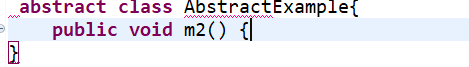 abstract class AbstractExample{
public void m2() {
}